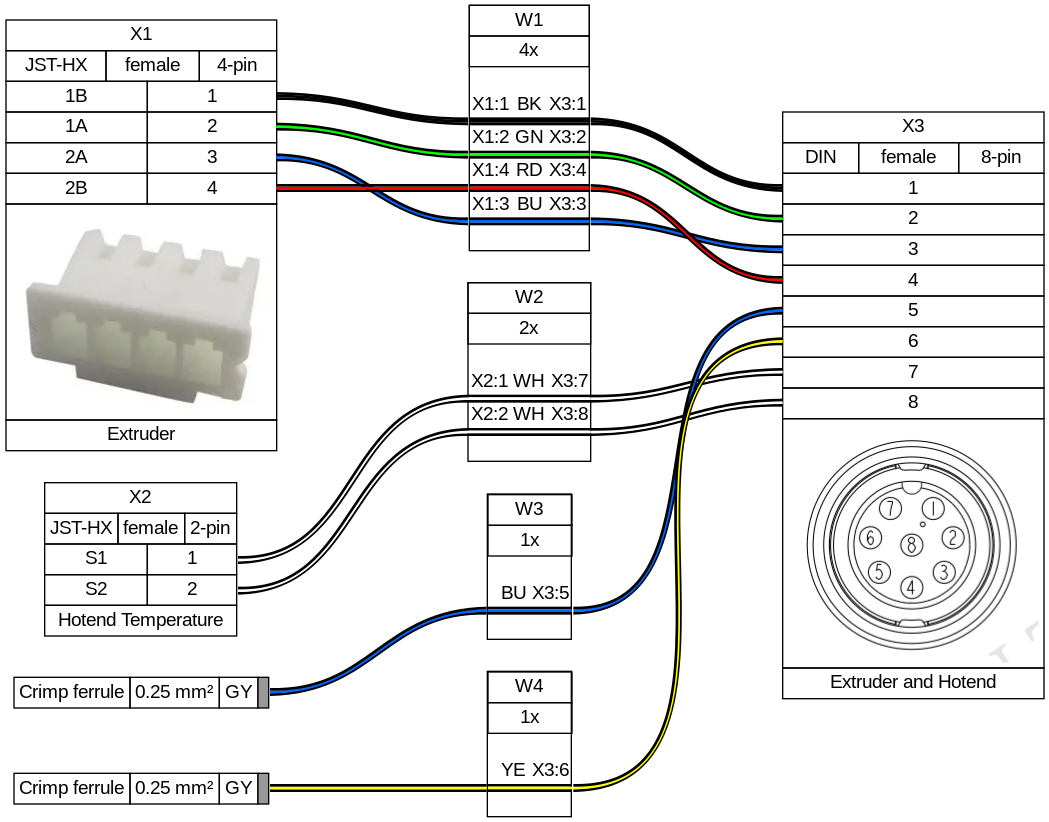 X1
JST-HX female 4-pin
1B 1
1A 2
2A 3
2B 4
Extruder
X2
JST-HX female 2-pin
S1 1
S2 2
Hotend Temperature
Crimp ferrule 0.25 mm² GY
Crimp ferrule 0.25 mm² GY
W1
4x
X1:1 BK X3:1
X1:2 GN X3:2
X1:4 RD X3:4
X1:3 BU X3:3
W2
2x
X2:1 WH X3:7
X2:2 WH X3:8
W3
1x
BU X3:5
W4
1x
YE X3:6
X3
DIN female 8-pin
1
2
3
4
5
6
7
8
7 1
6 2
8
5 3
4
Extruder and Hotend